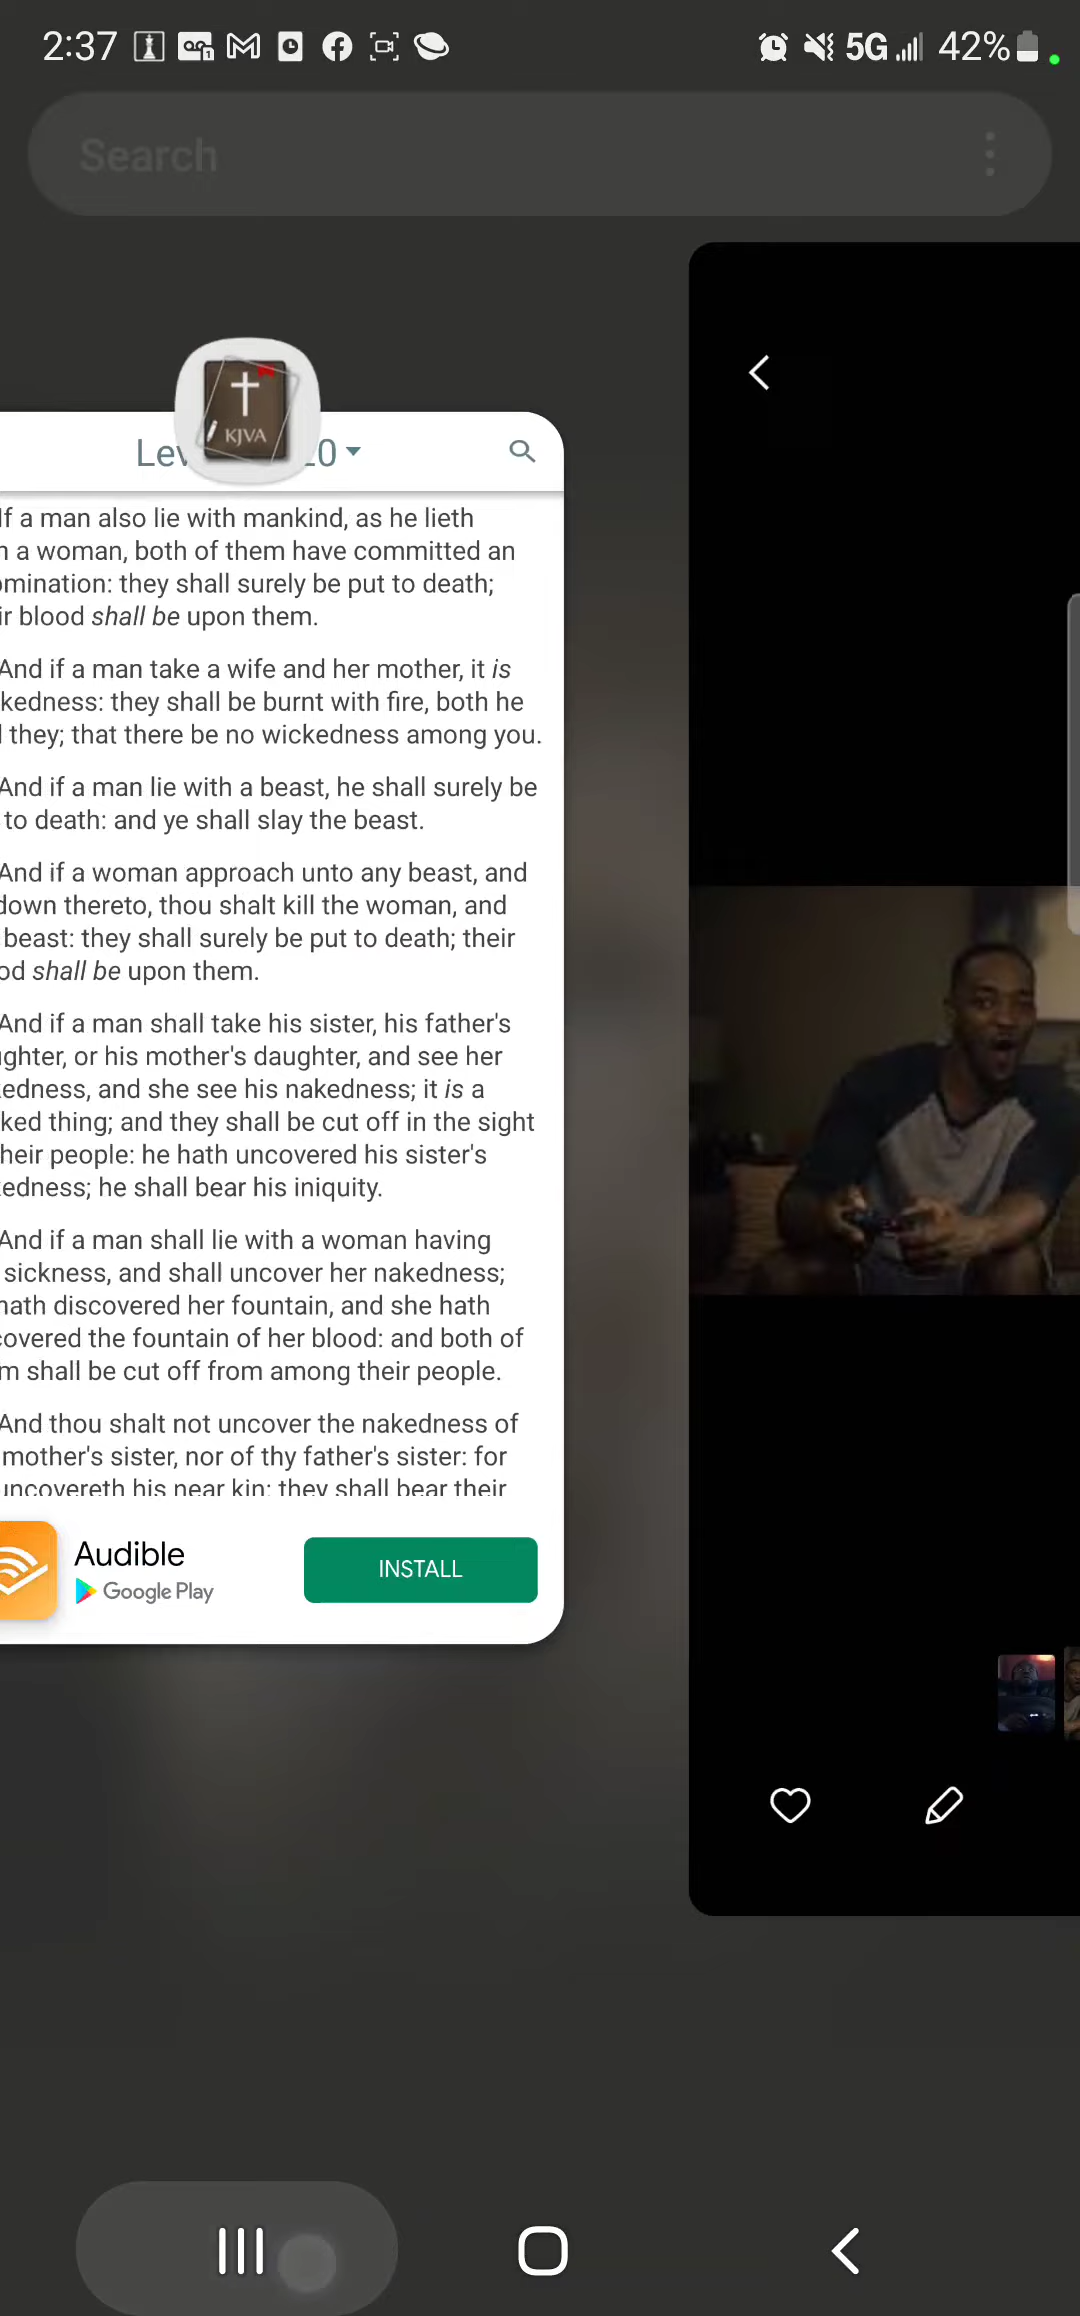 2:37 5G 42%
Search
KJVA
Lev 20
If a man also lie with mankind, as he lieth
a woman, both of them have committed an
mination: they shall surely be put to death;
ir blood shall be upon them.
And if a man take a wife and her mother, it is
kedness: they shall be burnt with fire, both he
they; that there be no wickedness among you.
And if a man lie with a beast, he shall surely be
to death: and ye shall slay the beast.
And if a woman approach unto any beast, and
down thereto, thou shalt kill the woman, and
beast: they shall surely be put to death; their
od shall be upon them.
And if a man shall take his sister, his father's
ghter, or his mother's daughter, and see her
edness, and she see his nakedness; it is a
ked thing; and they shall be cut off in the sight
heir people: he hath uncovered his sister's
edness; he shall bear his iniquity.
And if a man shall lie with a woman having
sickness, and shall uncover her nakedness;
hath discovered her fountain, and she hath
covered the fountain of her blood: and both of
m shall be cut off from among their people.
And thou shalt not uncover the nakedness of
mother's sister, nor of thy father's sister: for
uncovereth his near kin: they shall bear their
Audible
Google Play
INSTALL